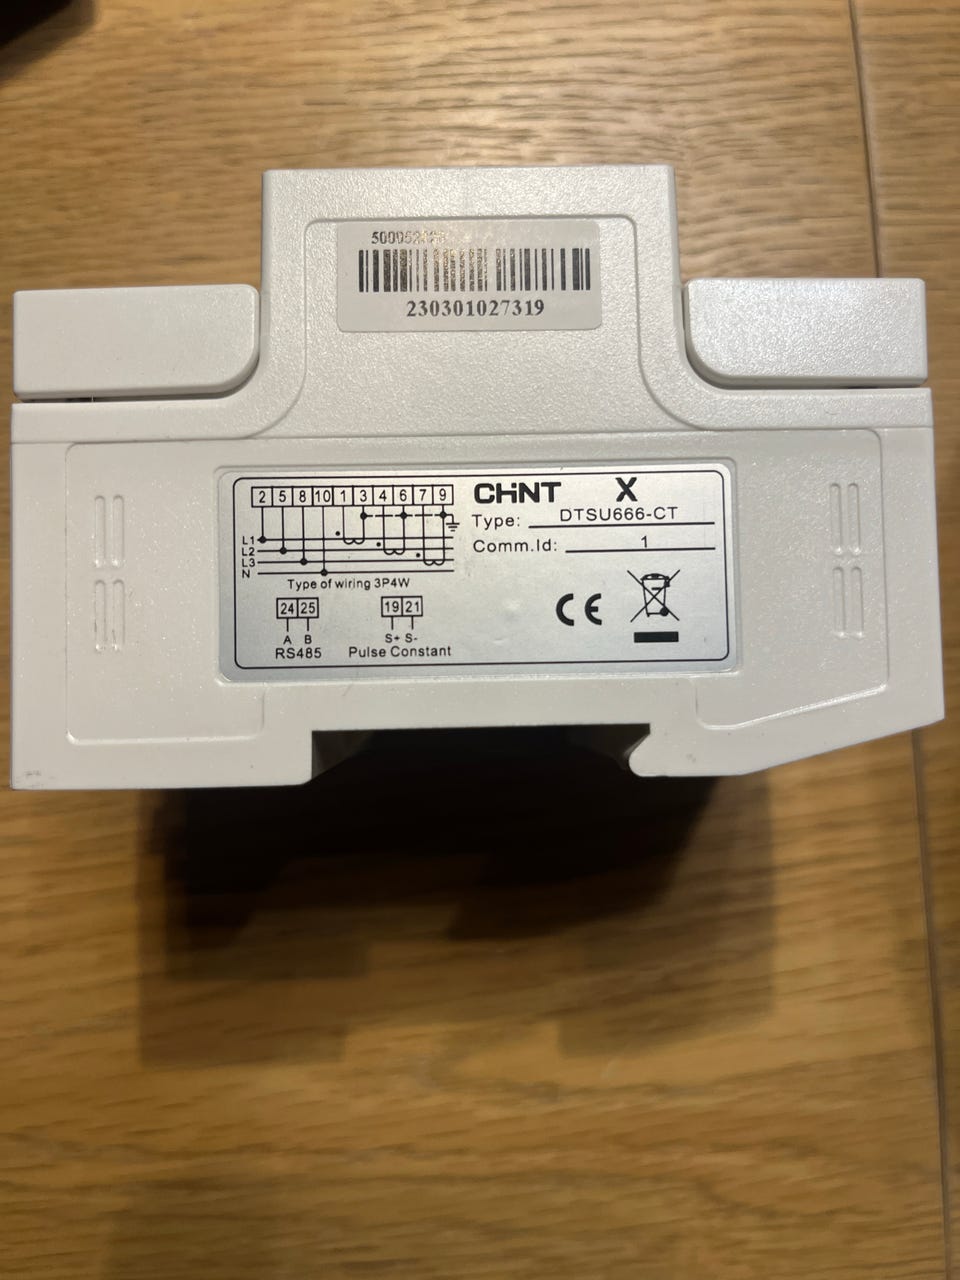 230301027319
2 5 8 10 1 3 4 6 7 9
L1
L2
L3
N
Type of wiring 3P4W
24 25
A B
RS485
19 21
S+ S-
Pulse Constant
CHNT X
Type: DTSU666-CT
Comm.Id: 1
CE